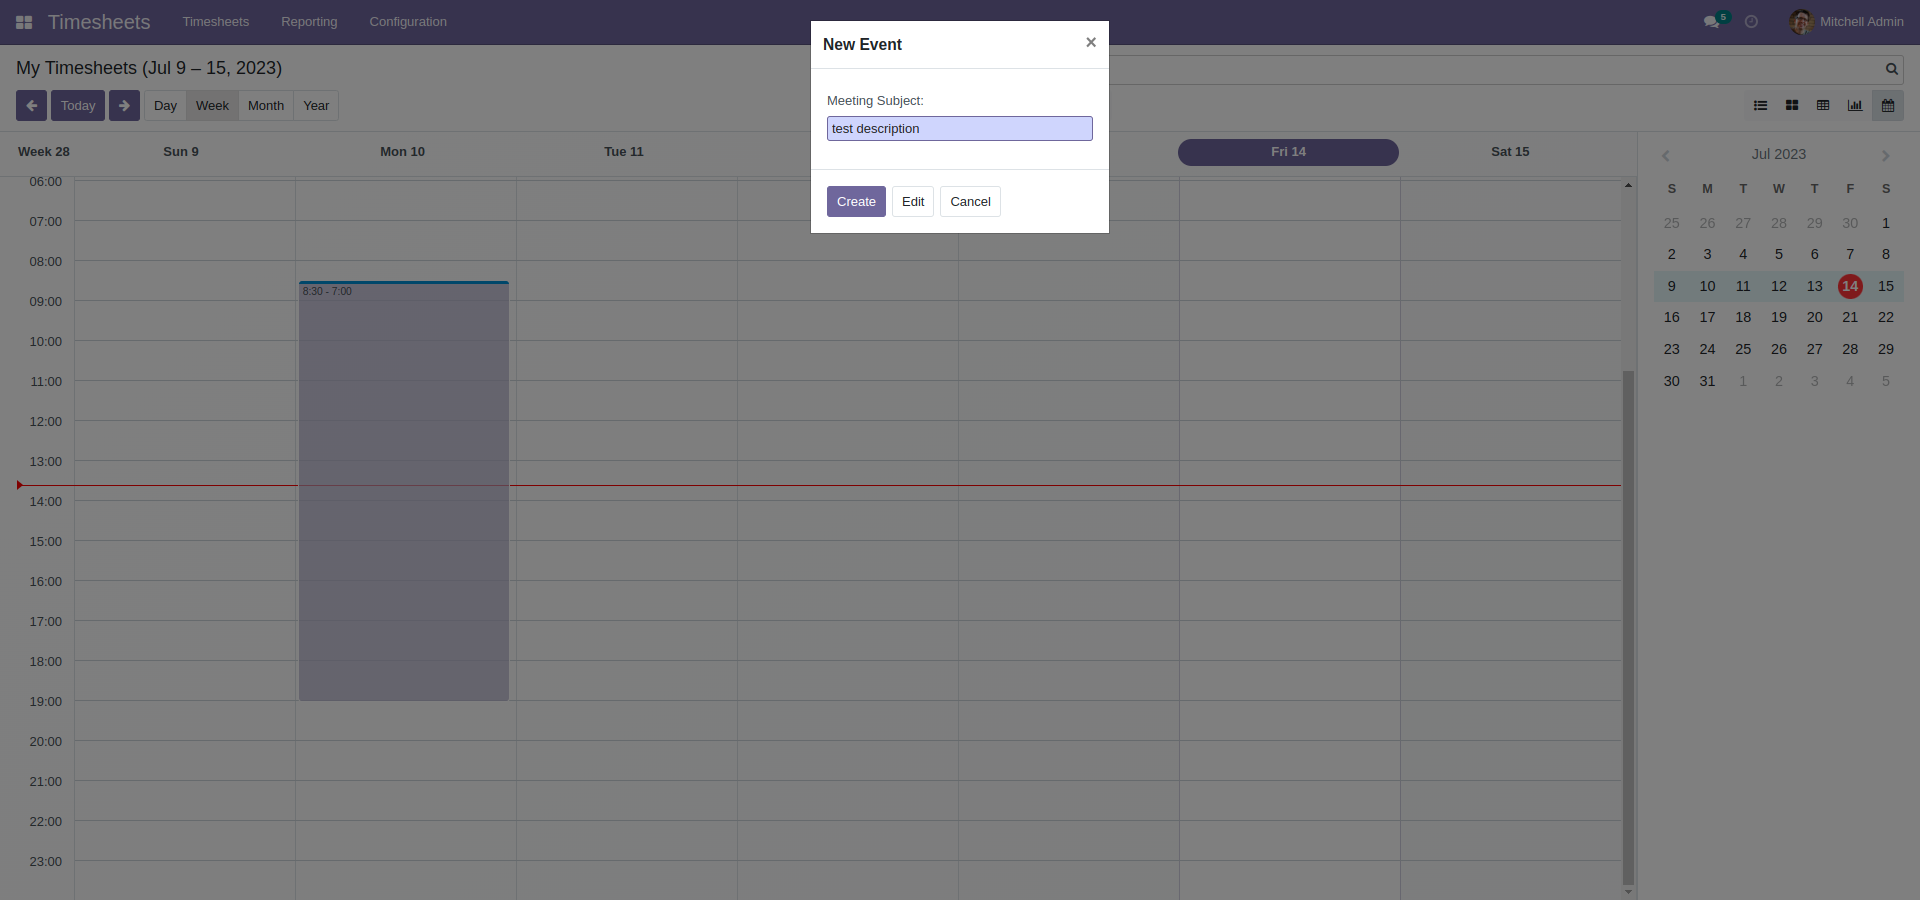 Timesheets Timesheets Reporting Configuration 5 Mitchell Admin
My Timesheets (Jul 9 – 15, 2023)
Today Day Week Month Year
New Event ×
Meeting Subject:
test description
Create Edit Cancel
Week 28 Sun 9 Mon 10 Tue 11 Fri 14 Sat 15
06:00
07:00
08:00
8:30 - 7:00
09:00
10:00
11:00
12:00
13:00
14:00
15:00
16:00
17:00
18:00
19:00
20:00
21:00
22:00
23:00
Jul 2023
S M T W T F S
25 26 27 28 29 30 1
2 3 4 5 6 7 8
9 10 11 12 13 14 15
16 17 18 19 20 21 22
23 24 25 26 27 28 29
30 31 1 2 3 4 5